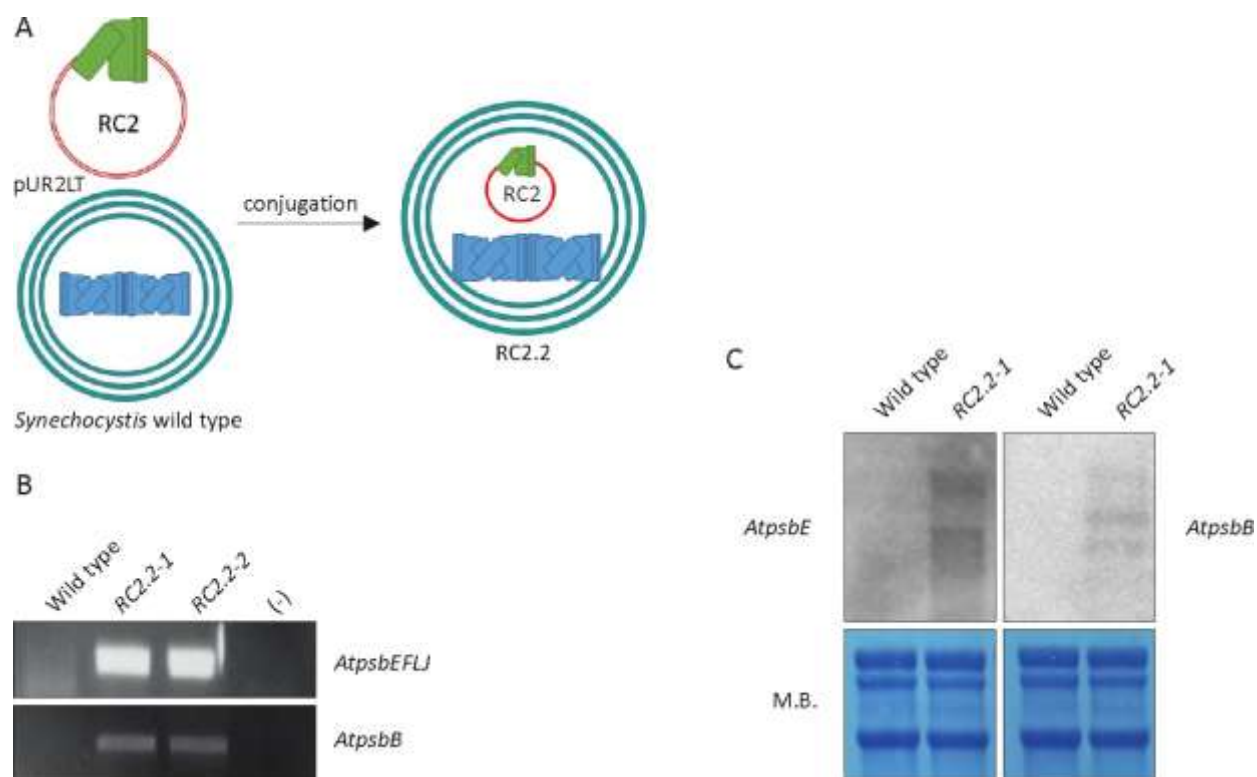 A
RC2
pUR2LT
conjugation
RC2
RC2.2
Synechocystis wild type
B
Wild type
RC2.2-1
RC2.2-2
(-)
AtpsbEFLJ
AtpsbB
C
Wild type
RC2.2-1
Wild type
RC2.2-1
AtpsbE
AtpsbB
M.B.